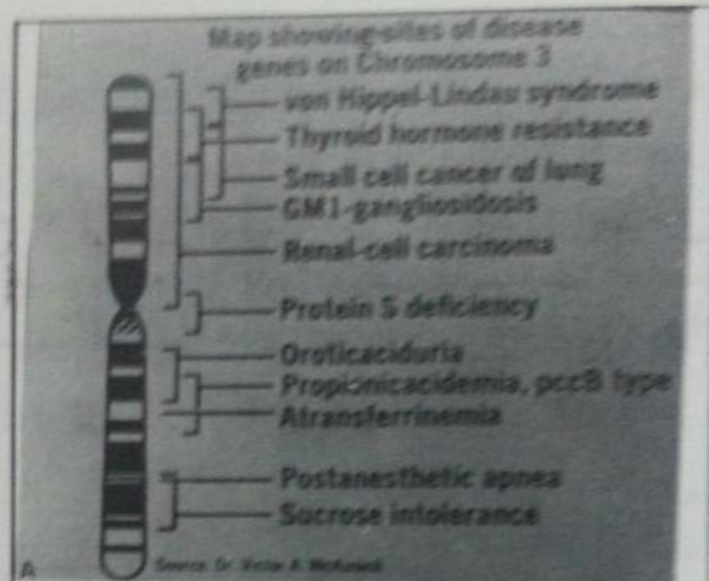 Map showing sites of disease
genes on Chromosome 3
von Hippel-Lindau syndrome
Thyroid hormone resistance
Small cell cancer of lung
GM1-gangliosidosis
Renal-cell carcinoma
Protein S deficiency
Oroticaciduria
Propionicacidemia, pccB type
Atransferrinemia
Postanesthetic apnea
Sucrose intolerance
A
Source: Dr. Victor A. McKusick